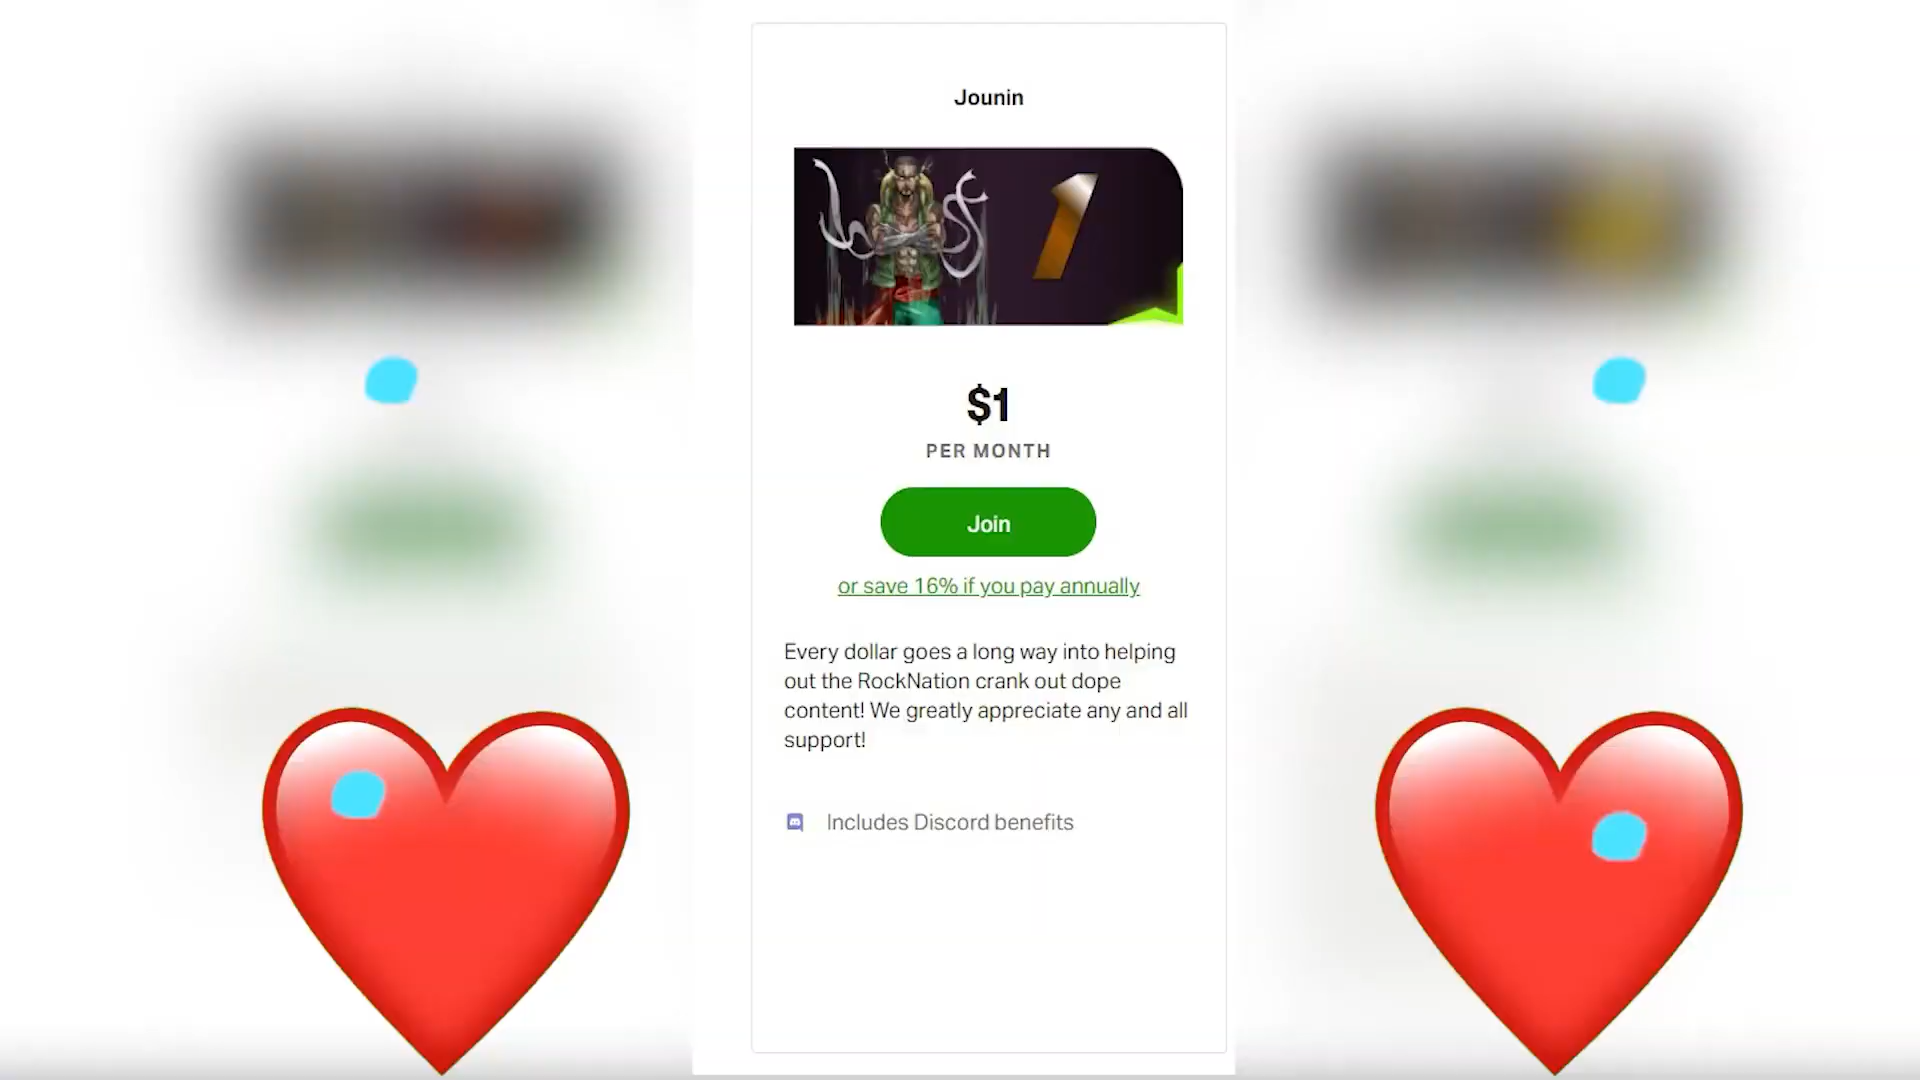 Jounin
1
$1
PER MONTH
Join
or save 16% if you pay annually
Every dollar goes a long way into helping
out the RockNation crank out dope
content! We greatly appreciate any and all
support!
Includes Discord benefits